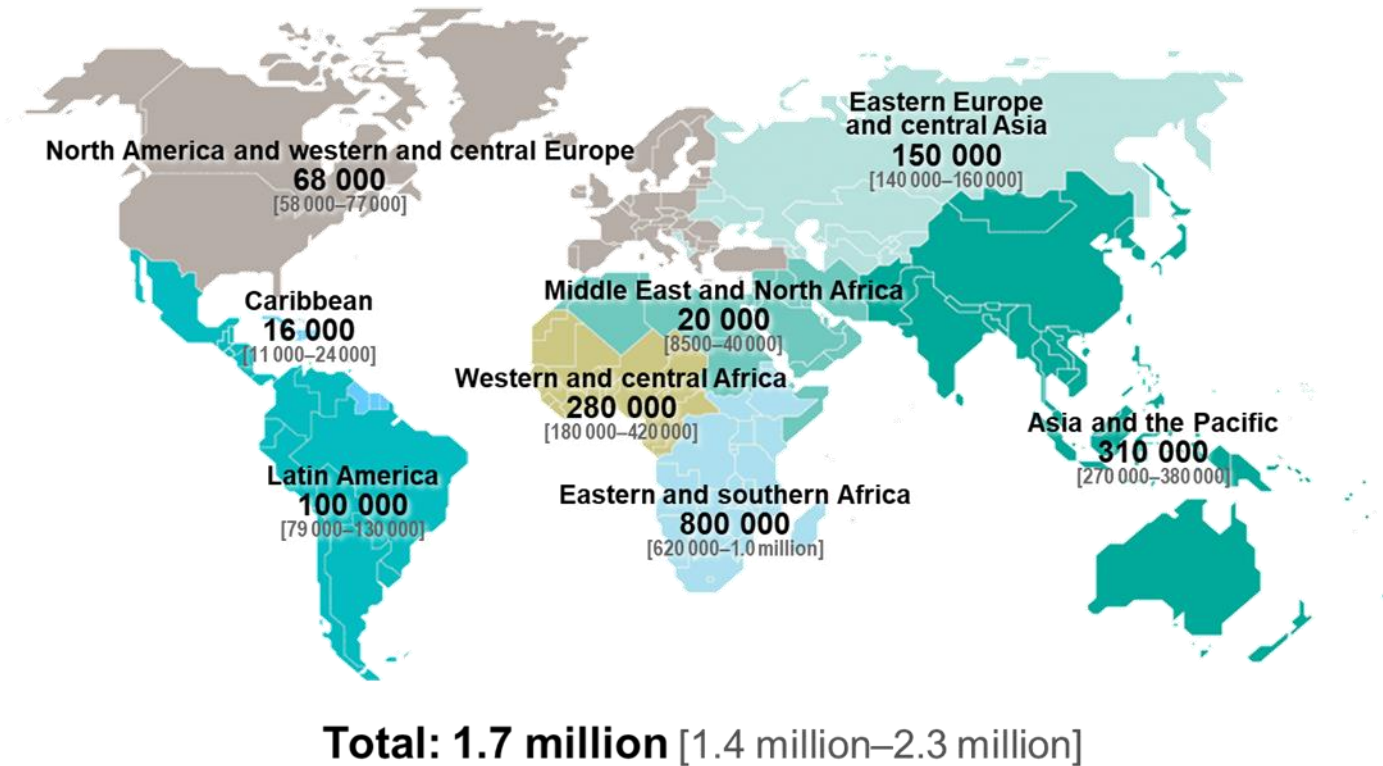 Eastern Europe
and central Asia
150 000
[140 000–160 000]
North America and western and central Europe
68 000
[58 000–77 000]
Middle East and North Africa
20 000
[8500–40 000]
Caribbean
16 000
[11 000–24 000]
Western and central Africa
280 000
[180 000–420 000]
Asia and the Pacific
310 000
[270 000–380 000]
Latin America
100 000
[79 000–130 000]
Eastern and southern Africa
800 000
[620 000–1.0 million]
Total: 1.7 million [1.4 million–2.3 million]